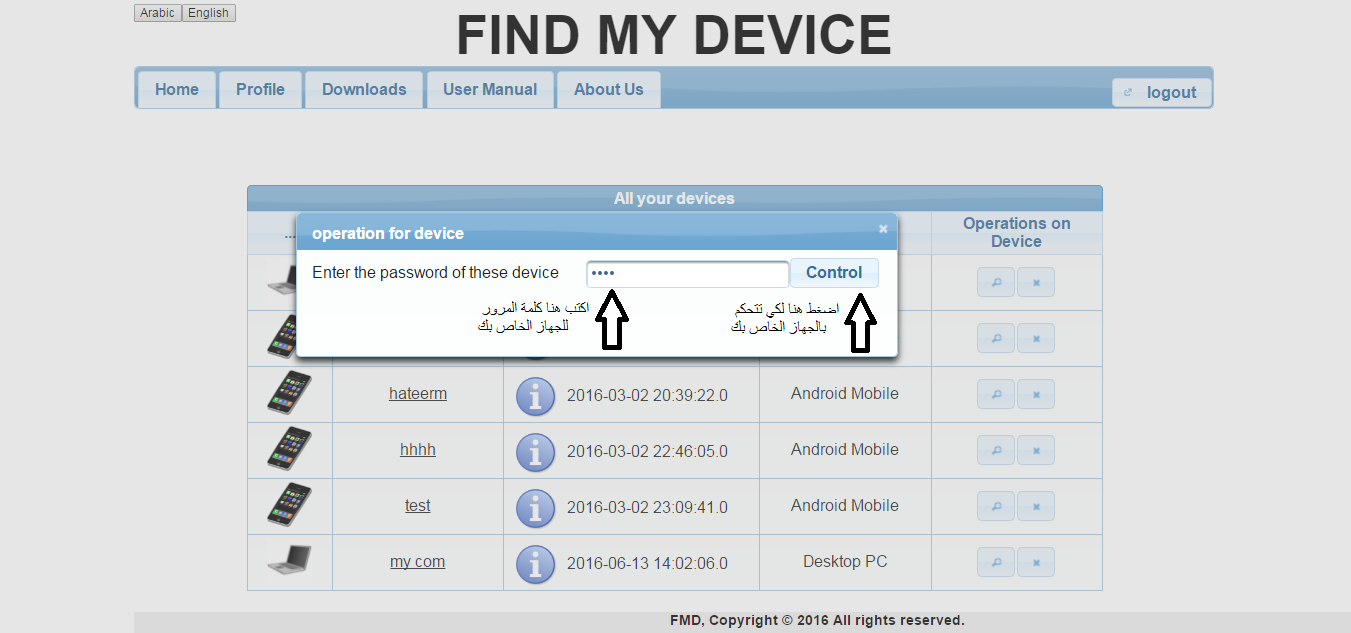 Arabic English
FIND MY DEVICE
Home Profile Downloads User Manual About Us logout
All your devices
... Operations on
Device
operation for device
Enter the password of these device •••• Control
اكتب هنا كلمة المرور
للجهاز الخاص بك
اضغط هنا لكي تتحكم
بالجهاز الخاص بك
hateerm 2016-03-02 20:39:22.0 Android Mobile
hhhh 2016-03-02 22:46:05.0 Android Mobile
test 2016-03-02 23:09:41.0 Android Mobile
my com 2016-06-13 14:02:06.0 Desktop PC
FMD, Copyright © 2016 All rights reserved.